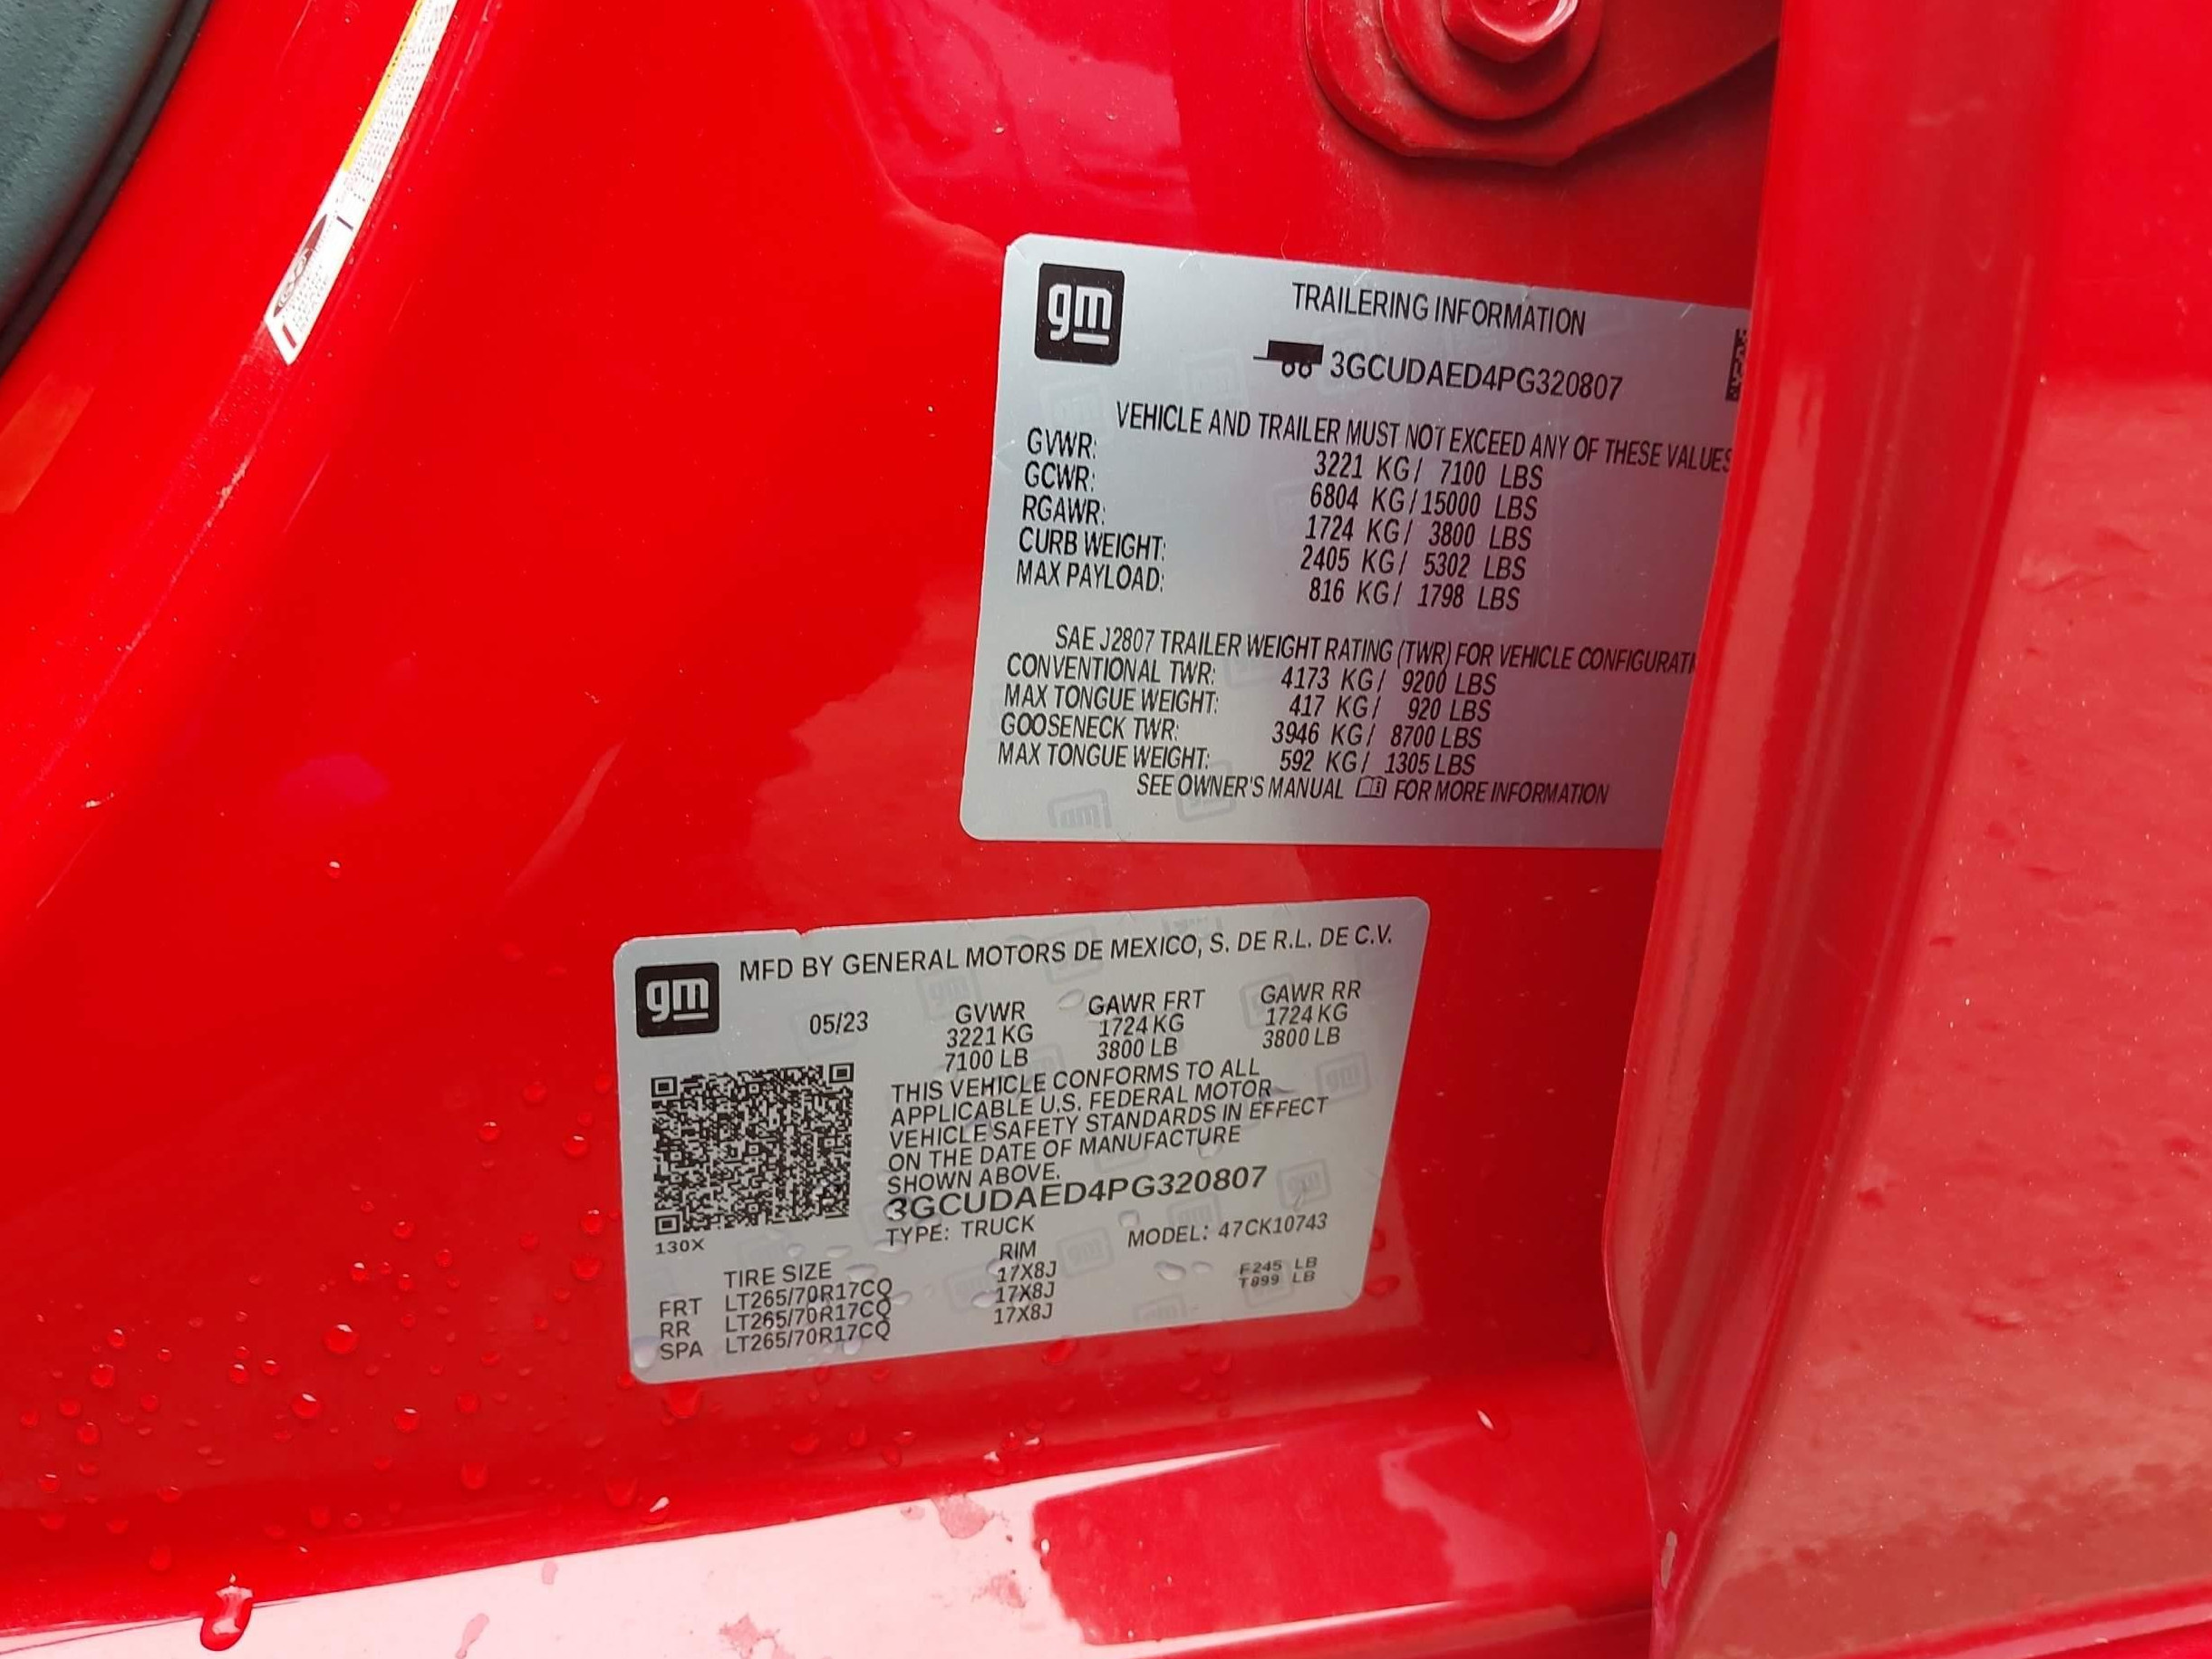 gm
TRAILERING INFORMATION
3GCUDAED4PG320807
VEHICLE AND TRAILER MUST NOT EXCEED ANY OF THESE VALUES
GVWR: 3221 KG/ 7100 LBS
GCWR: 6804 KG/15000 LBS
RGAWR: 1724 KG/ 3800 LBS
CURB WEIGHT: 2405 KG/ 5302 LBS
MAX PAYLOAD: 816 KG/ 1798 LBS
SAE J2807 TRAILER WEIGHT RATING (TWR) FOR VEHICLE CONFIGURATI
CONVENTIONAL TWR: 4173 KG/ 9200 LBS
MAX TONGUE WEIGHT: 417 KG/ 920 LBS
GOOSENECK TWR: 3946 KG/ 8700 LBS
MAX TONGUE WEIGHT: 592 KG/ 1305 LBS
SEE OWNER'S MANUAL FOR MORE INFORMATION
gm
MFD BY GENERAL MOTORS DE MEXICO, S. DE R.L. DE C.V.
05/23 GVWR GAWR FRT GAWR RR
3221 KG 1724 KG 1724 KG
7100 LB 3800 LB 3800 LB
THIS VEHICLE CONFORMS TO ALL
APPLICABLE U.S. FEDERAL MOTOR
VEHICLE SAFETY STANDARDS IN EFFECT
ON THE DATE OF MANUFACTURE
SHOWN ABOVE.
3GCUDAED4PG320807
TYPE: TRUCK MODEL: 47CK10743
130X
TIRE SIZE RIM
FRT LT265/70R17CQ 17X8J F245 LB
RR LT265/70R17CQ 17X8J T899 LB
SPA LT265/70R17CQ 17X8J